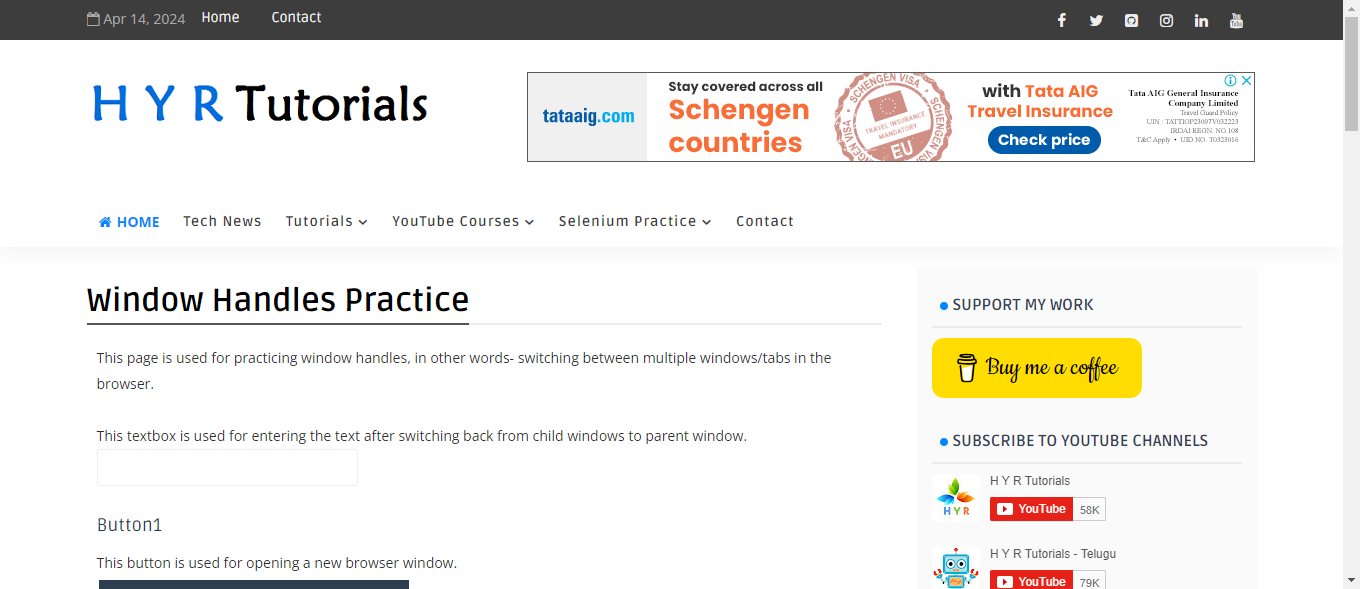 Apr 14, 2024 Home Contact
H Y R Tutorials
tataaig.com
Stay covered across all
Schengen
countries
SCHENGEN VISA
TRAVEL INSURANCE
MANDATORY
EU
with Tata AIG
Travel Insurance
Check price
Tata AIG General Insurance
Company Limited
Travel Guard Policy
UIN : TATTIOP23097V032223
IRDAI REGN. NO.108
T&C Apply • UID NO: T0323016
HOME Tech News Tutorials YouTube Courses Selenium Practice Contact
Window Handles Practice
This page is used for practicing window handles, in other words- switching between multiple windows/tabs in the
browser.
This textbox is used for entering the text after switching back from child windows to parent window.
Button1
This button is used for opening a new browser window.
SUPPORT MY WORK
Buy me a coffee
SUBSCRIBE TO YOUTUBE CHANNELS
H Y R
H Y R Tutorials
YouTube 58K
H Y R Tutorials - Telugu
YouTube 79K